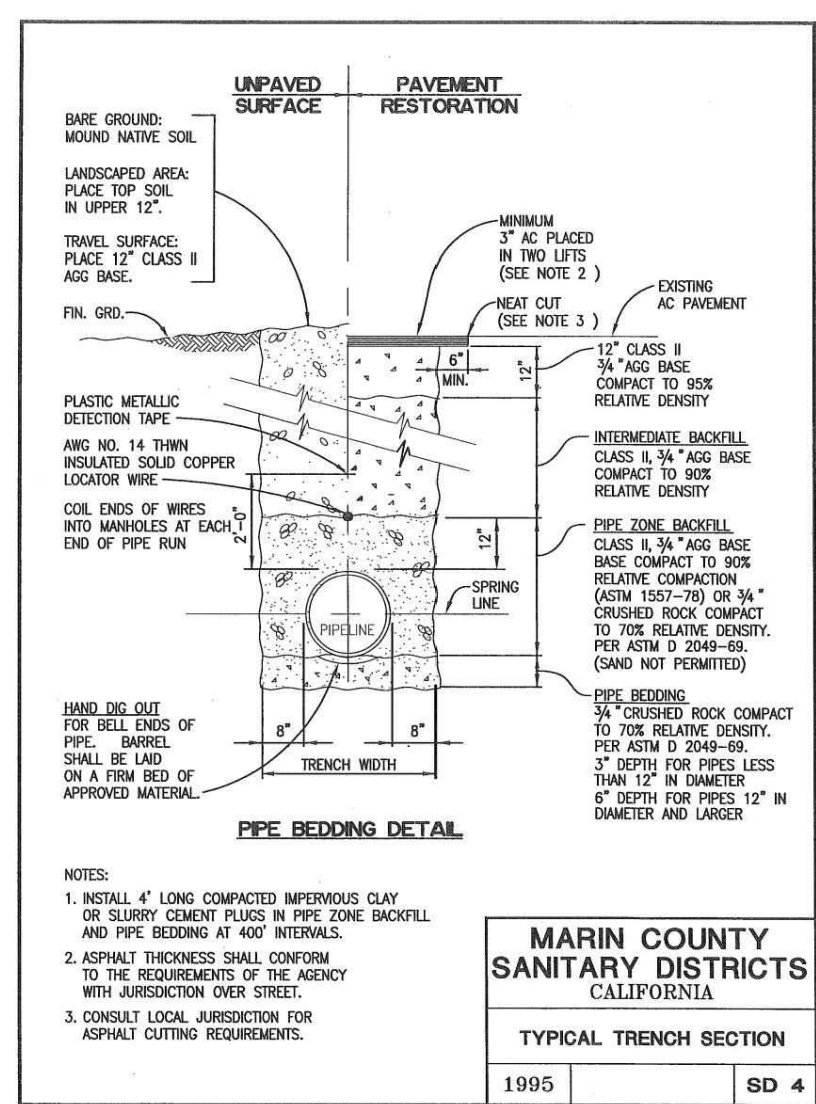 UNPAVED SURFACE
PAVEMENT RESTORATION
BARE GROUND:
MOUND NATIVE SOIL
LANDSCAPED AREA:
PLACE TOP SOIL
IN UPPER 12".
TRAVEL SURFACE:
PLACE 12" CLASS II
AGG BASE.
FIN. GRD.
MINIMUM
3" AC PLACED
IN TWO LIFTS
(SEE NOTE 2 )
NEAT CUT
(SEE NOTE 3 )
EXISTING
AC PAVEMENT
6"
MIN.
12"
12" CLASS II
3/4 "AGG BASE
COMPACT TO 95%
RELATIVE DENSITY
PLASTIC METALLIC
DETECTION TAPE
AWG NO. 14 THWN
INSULATED SOLID COPPER
LOCATOR WIRE
COIL ENDS OF WIRES
INTO MANHOLES AT EACH
END OF PIPE RUN
2'-0"
12"
INTERMEDIATE BACKFILL
CLASS II, 3/4 "AGG BASE
COMPACT TO 90%
RELATIVE DENSITY
PIPE ZONE BACKFILL
CLASS II, 3/4 "AGG BASE
BASE COMPACT TO 90%
RELATIVE COMPACTION
(ASTM 1557-78) OR 3/4 "
CRUSHED ROCK COMPACT
TO 70% RELATIVE DENSITY.
PER ASTM D 2049-69.
(SAND NOT PERMITTED)
SPRING
LINE
PIPELINE
PIPE BEDDING
3/4 "CRUSHED ROCK COMPACT
TO 70% RELATIVE DENSITY.
PER ASTM D 2049-69.
3" DEPTH FOR PIPES LESS
THAN 12" IN DIAMETER
6" DEPTH FOR PIPES 12" IN
DIAMETER AND LARGER
HAND DIG OUT
FOR BELL ENDS OF
PIPE. BARREL
SHALL BE LAID
ON A FIRM BED OF
APPROVED MATERIAL.
8"
8"
TRENCH WIDTH
PIPE BEDDING DETAIL
NOTES:
1. INSTALL 4' LONG COMPACTED IMPERVIOUS CLAY
OR SLURRY CEMENT PLUGS IN PIPE ZONE BACKFILL
AND PIPE BEDDING AT 400' INTERVALS.
2. ASPHALT THICKNESS SHALL CONFORM
TO THE REQUIREMENTS OF THE AGENCY
WITH JURISDICTION OVER STREET.
3. CONSULT LOCAL JURISDICTION FOR
ASPHALT CUTTING REQUIREMENTS.
MARIN COUNTY
SANITARY DISTRICTS
CALIFORNIA
TYPICAL TRENCH SECTION
1995
SD 4